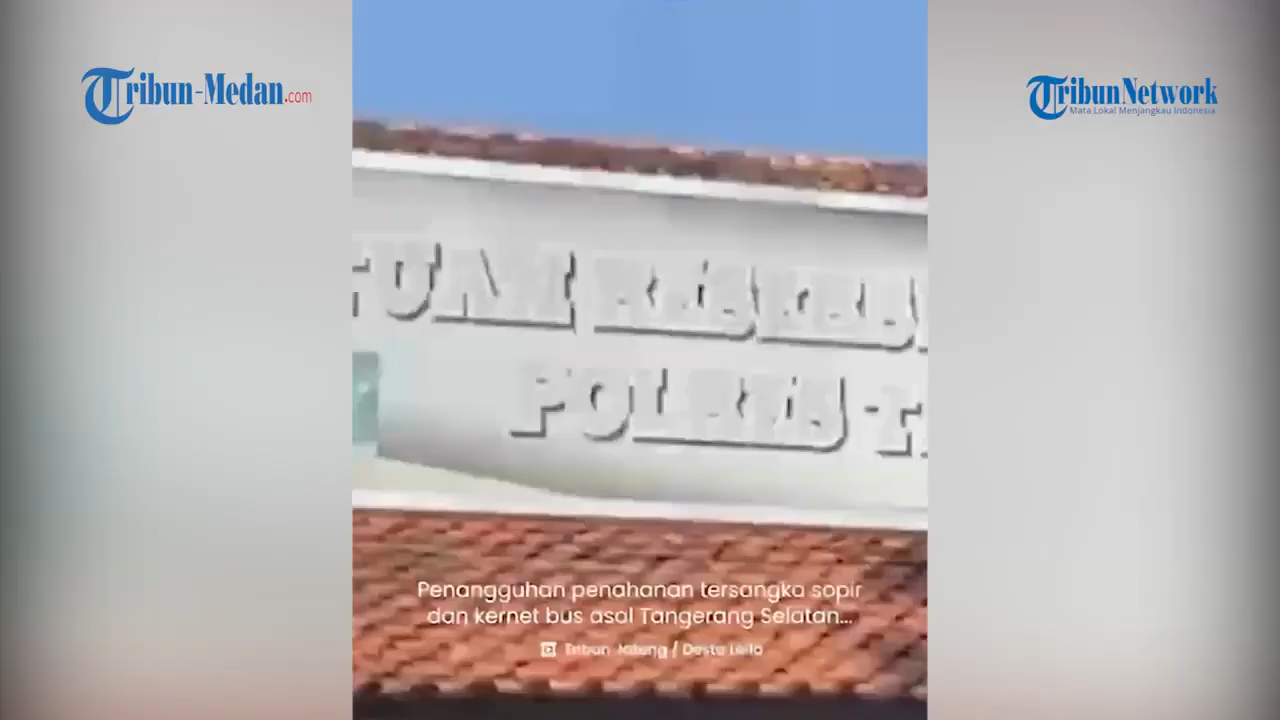 Tribun-Medan.com
TribunNetwork
Mata Lokal Menjangkau Indonesia
POLRES
Penangguhan penahanan tersangka sopir
dan kernet bus asal Tangerang Selatan...
Tribun Jateng / Desta Leila